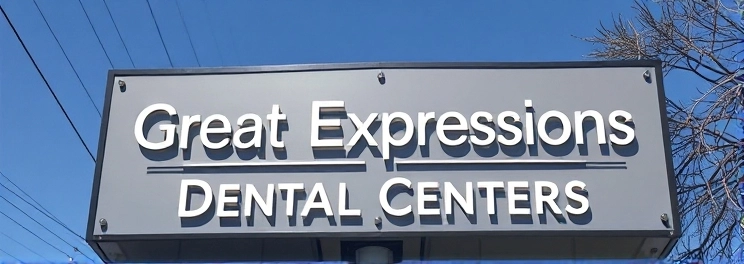 Great Expressions
DENTAL CENTERS